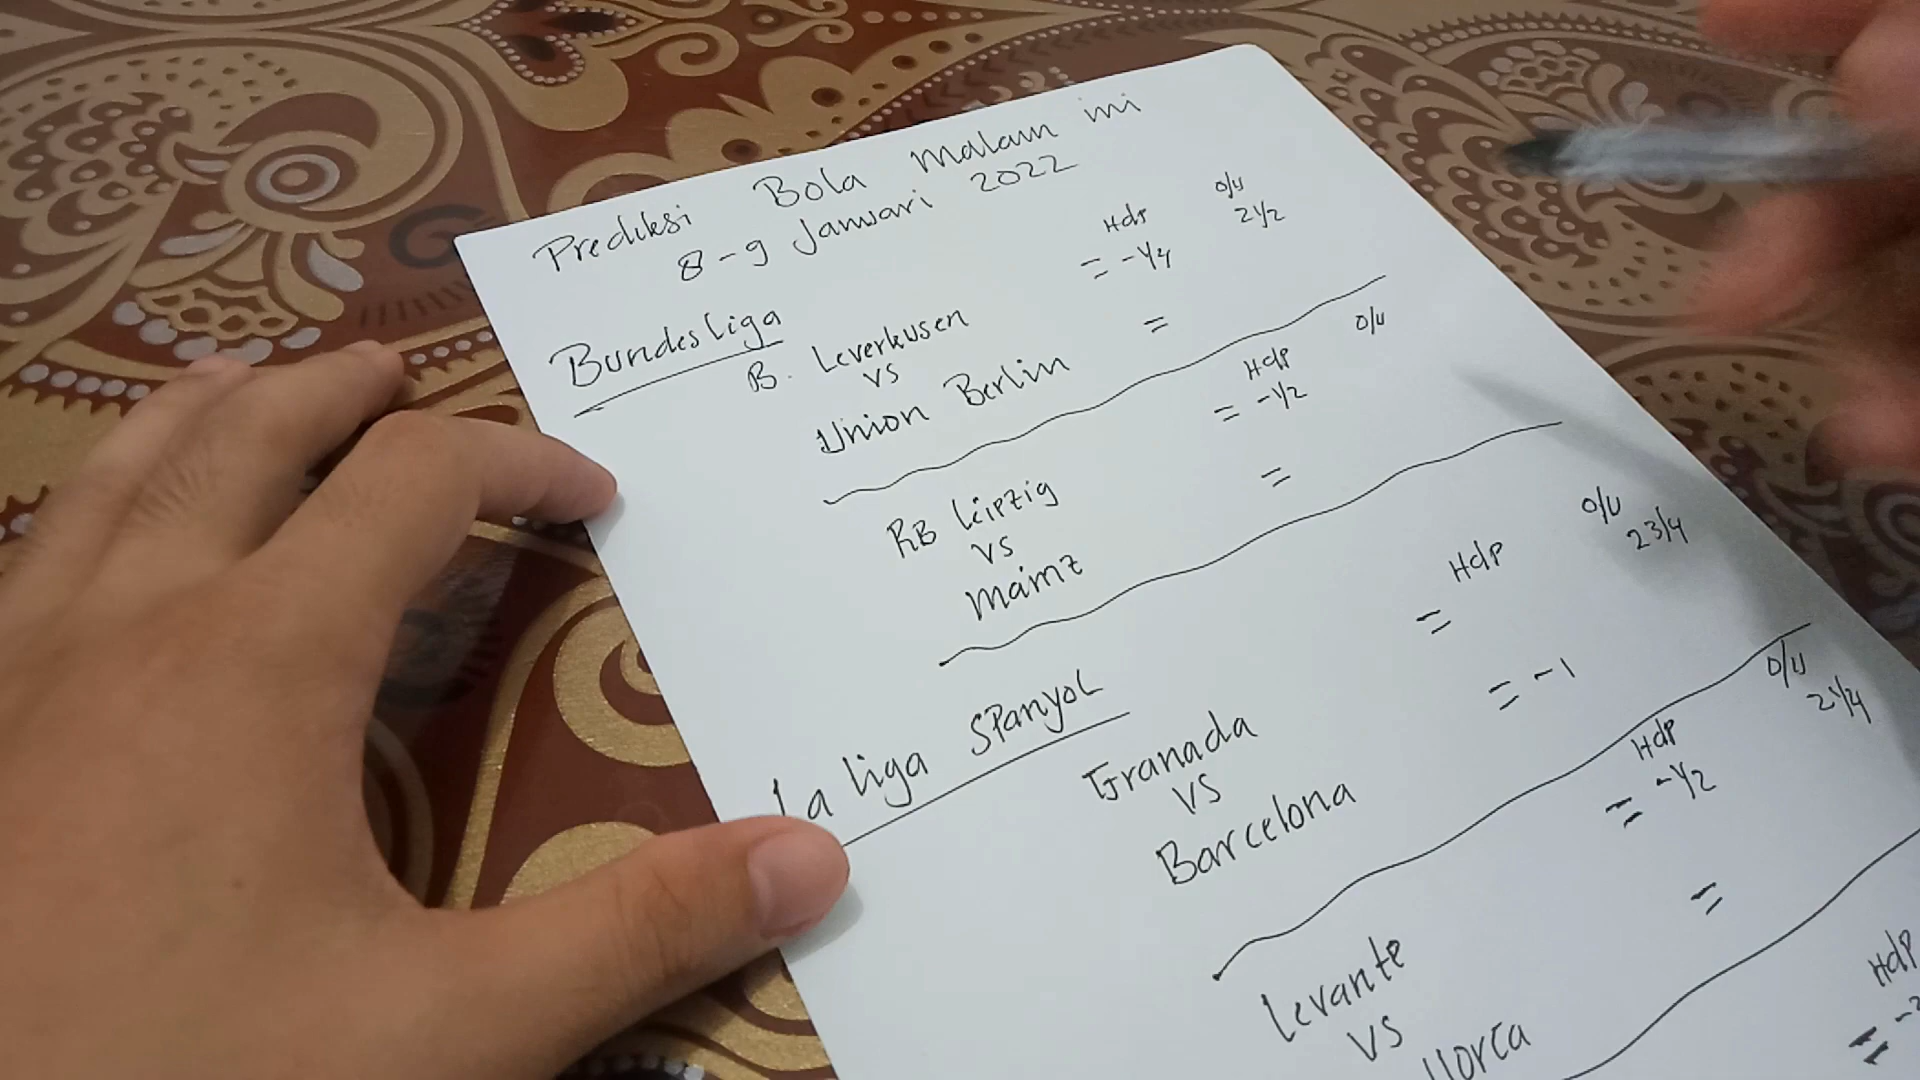 Prediksi Bola Malam ini
8-9 Januari 2022
Bundesliga
Hdp O/U
B. Leverkusen = -1/4 2 1/2
vs
Union Berlin =
Hdp O/U
RB Leipzig = -1/2
vs
Mainz =
La liga SPanyol
Hdp O/U
Granada = 2 3/4
vs
Barcelona = -1
Hdp O/U
Levante = -1/2 2 1/4
vs
llorca =
Hdp
=